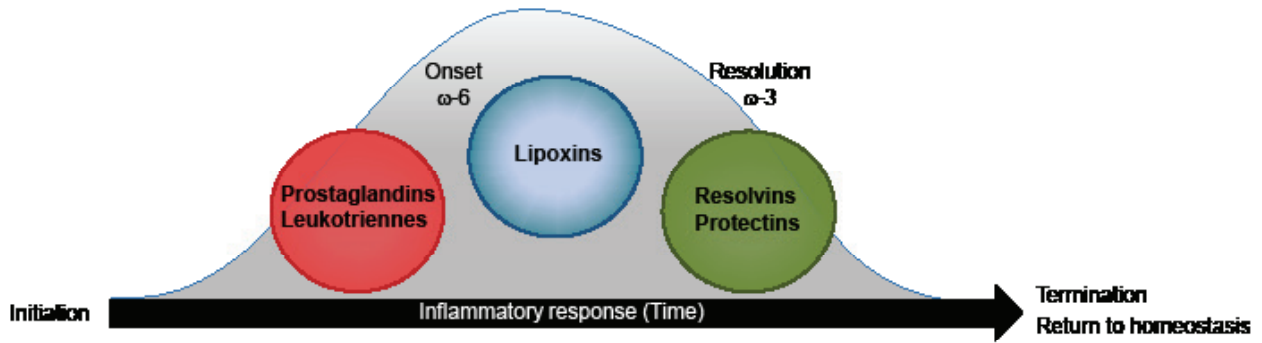 Onset
ω-6
Resolution
ω-3
Lipoxins
Prostaglandins
Leukotriennes
Resolvins
Protectins
Initiation
Inflammatory response (Time)
Termination
Return to homeostasis